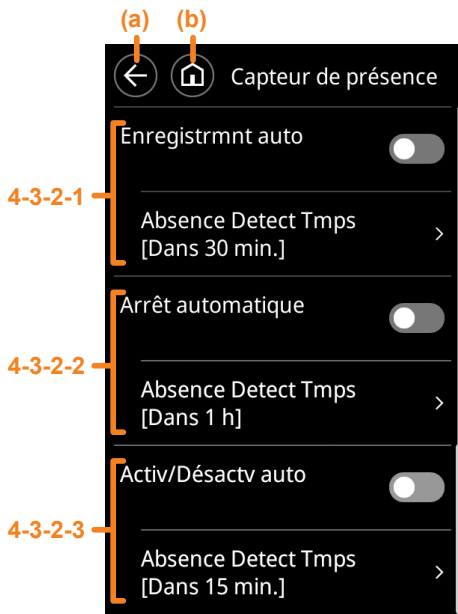 (a) (b)
Capteur de présence
4-3-2-1
Enregistrmnt auto
Absence Detect Tmps
[Dans 30 min.]
4-3-2-2
Arrêt automatique
Absence Detect Tmps
[Dans 1 h]
4-3-2-3
Activ/Désactv auto
Absence Detect Tmps
[Dans 15 min.]